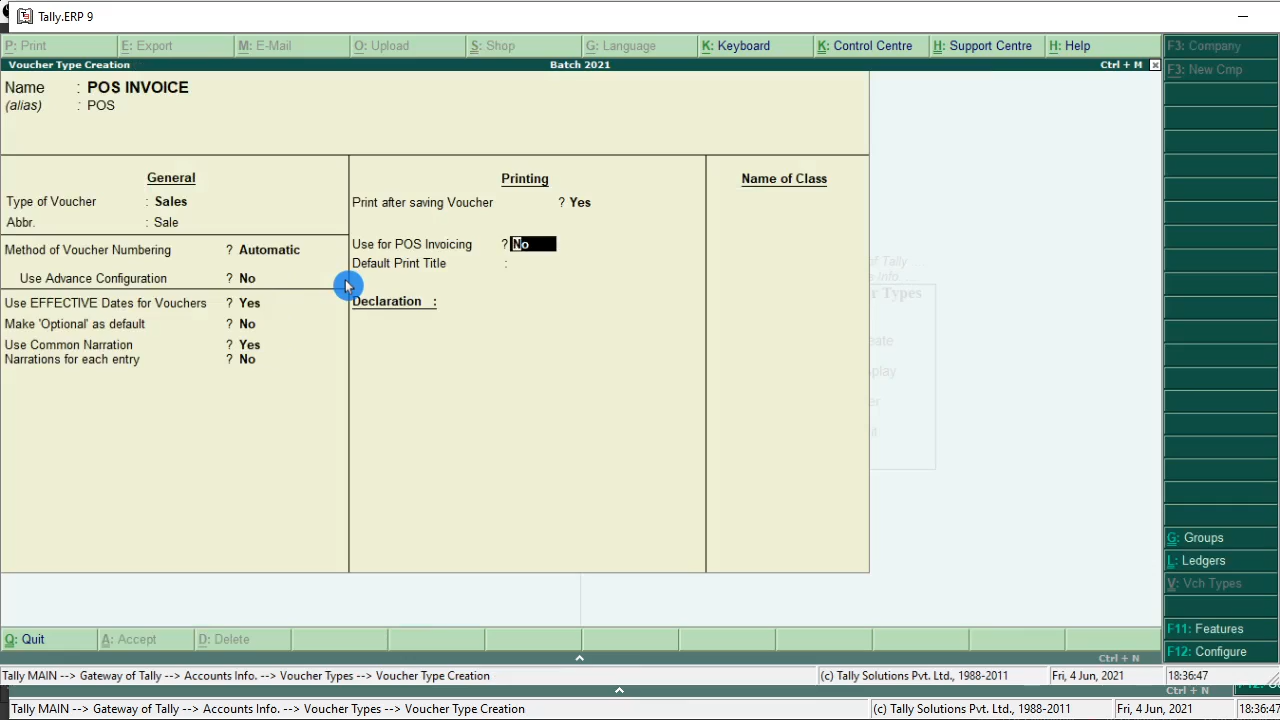 Tally.ERP 9
P: Print E: Export M: E-Mail O: Upload S: Shop G: Language K: Keyboard K: Control Centre H: Support Centre H: Help F3: Company
F3: New Cmp
Voucher Type Creation Batch 2021 Ctrl + M
Name : POS INVOICE
(alias) : POS
General Printing Name of Class
Type of Voucher : Sales Print after saving Voucher ? Yes
Abbr. : Sale
Method of Voucher Numbering ? Automatic Use for POS Invoicing ? No
Default Print Title :
Use Advance Configuration ? No
Use EFFECTIVE Dates for Vouchers ? Yes Declaration :
Make 'Optional' as default ? No
Use Common Narration ? Yes
Narrations for each entry ? No
of Tally
Types
G: Groups
L: Ledgers
V: Vch Types
F11: Features
F12: Configure
Q: Quit A: Accept D: Delete
Ctrl + N
Tally MAIN --> Gateway of Tally --> Accounts Info. --> Voucher Types --> Voucher Type Creation (c) Tally Solutions Pvt. Ltd., 1988-2011 Fri, 4 Jun, 2021 18:36:47
Ctrl + N
Tally MAIN --> Gateway of Tally --> Accounts Info. --> Voucher Types --> Voucher Type Creation (c) Tally Solutions Pvt. Ltd., 1988-2011 Fri, 4 Jun, 2021 18:36:47